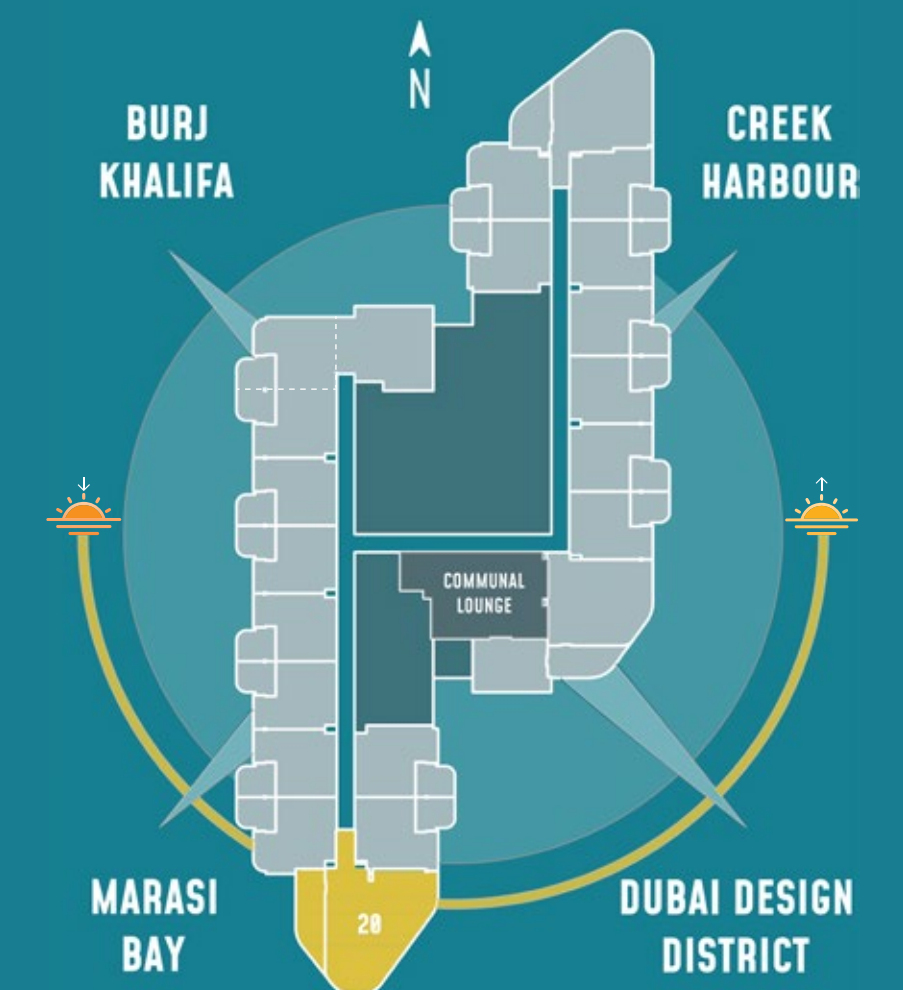 N
BURJ
KHALIFA
CREEK
HARBOUR
COMMUNAL
LOUNGE
MARASI
BAY
20
DUBAI DESIGN
DISTRICT